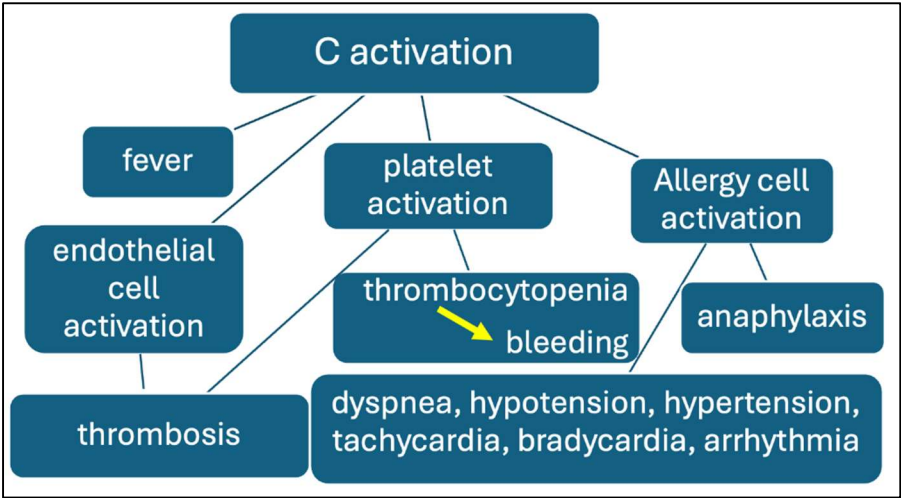 C activation
fever
platelet
activation
Allergy cell
activation
endothelial
cell
activation
thrombocytopenia
bleeding
anaphylaxis
thrombosis
dyspnea, hypotension, hypertension,
tachycardia, bradycardia, arrhythmia